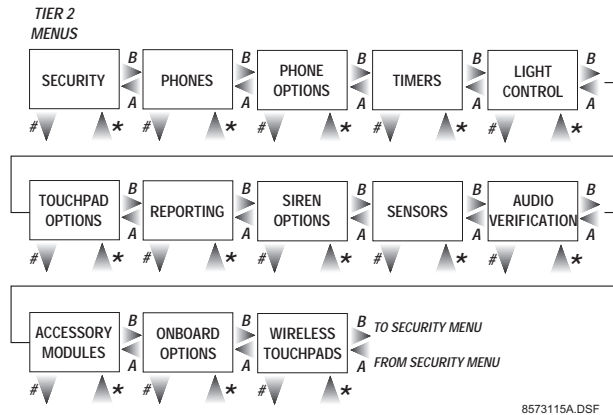 TIER 2
MENUS
SECURITY
B
A
PHONES
B
A
PHONE
OPTIONS
B
A
TIMERS
B
A
LIGHT
CONTROL
B
A
# * # * # * # * # *
TOUCHPAD
OPTIONS
B
A
REPORTING
B
A
SIREN
OPTIONS
B
A
SENSORS
B
A
AUDIO
VERIFICATION
B
A
# * # * # * # * # *
ACCESSORY
MODULES
B
A
ONBOARD
OPTIONS
B
A
WIRELESS
TOUCHPADS
B TO SECURITY MENU
A FROM SECURITY MENU
# * # * # *
8573115A.DSF